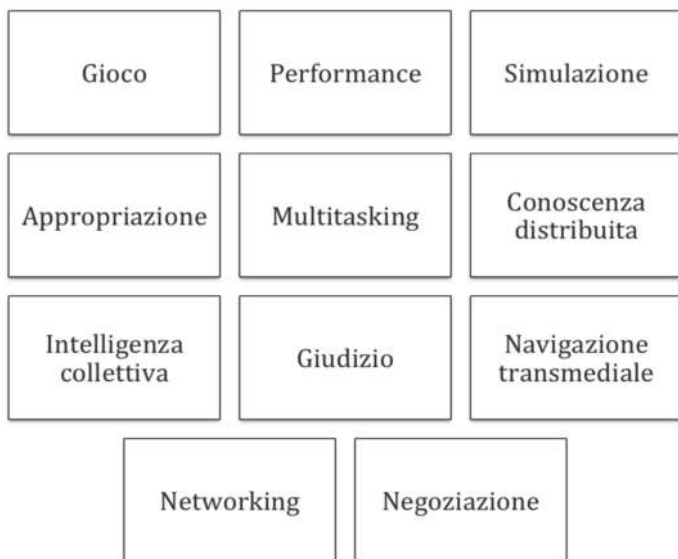 Gioco
Performance
Simulazione
Appropriazione
Multitasking
Conoscenza
distribuita
Intelligenza
collettiva
Giudizio
Navigazione
transmediale
Networking
Negoziazione